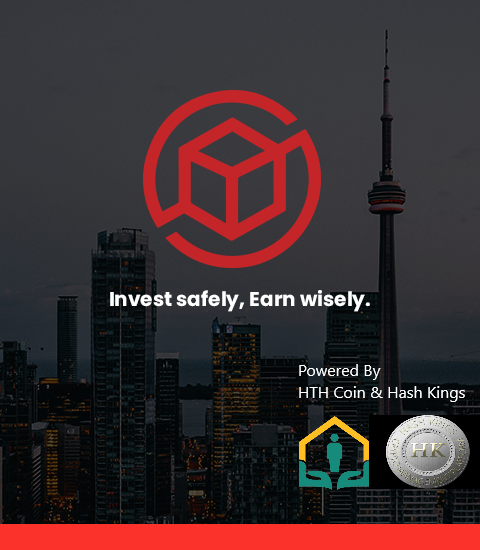 Invest safely, Earn wisely.
Powered By
HTH Coin & Hash Kings
HK